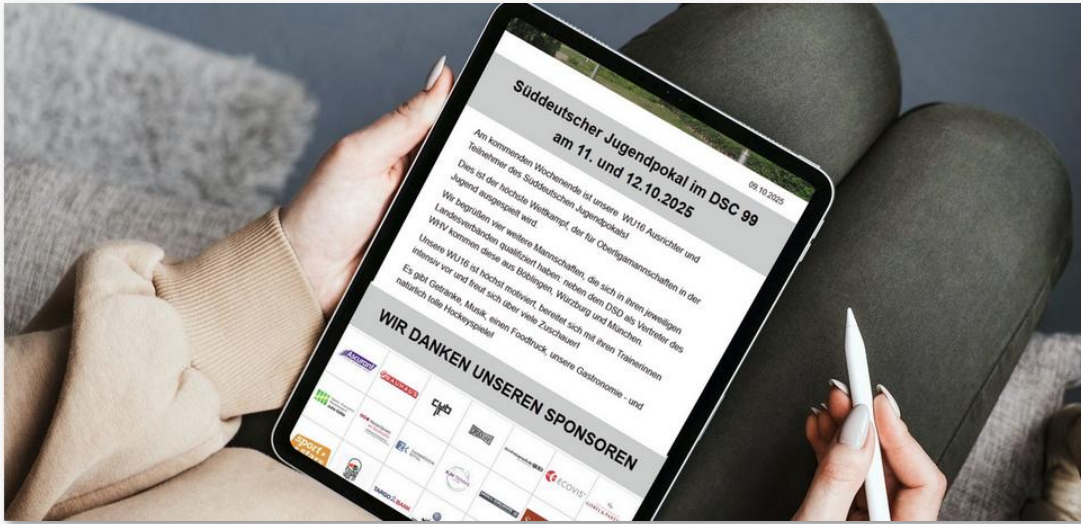 09.10.2025
Süddeutscher Jugendpokal im DSC 99
am 11. und 12.10.2025
Am kommenden Wochenende ist unsere WU16 Ausrichter und
Teilnehmer des Süddeutschen Jugendpokals!
Dies ist der höchste Wettkampf, der für Oberligamannschaften in der
Jugend ausgespielt wird.
Wir begrüßen vier weitere Mannschaften, die sich in ihren jeweiligen
Landesverbänden qualifiziert haben: neben dem DSD als Vertreter des
WHV kommen diese aus Böblingen, Würzburg und München.
Unsere WU16 ist höchst motiviert, bereitet sich mit ihren Trainerinnen
intensiv vor und freut sich über viele Zuschauer!
Es gibt Getränke, Musik, einen Foodtruck, unsere Gastronomie - und
natürlich tolle Hockeyspiele!
WIR DANKEN UNSEREN SPONSOREN
Ascuront
BAUHAUS
ECOVIS
sport
TARGO BANK